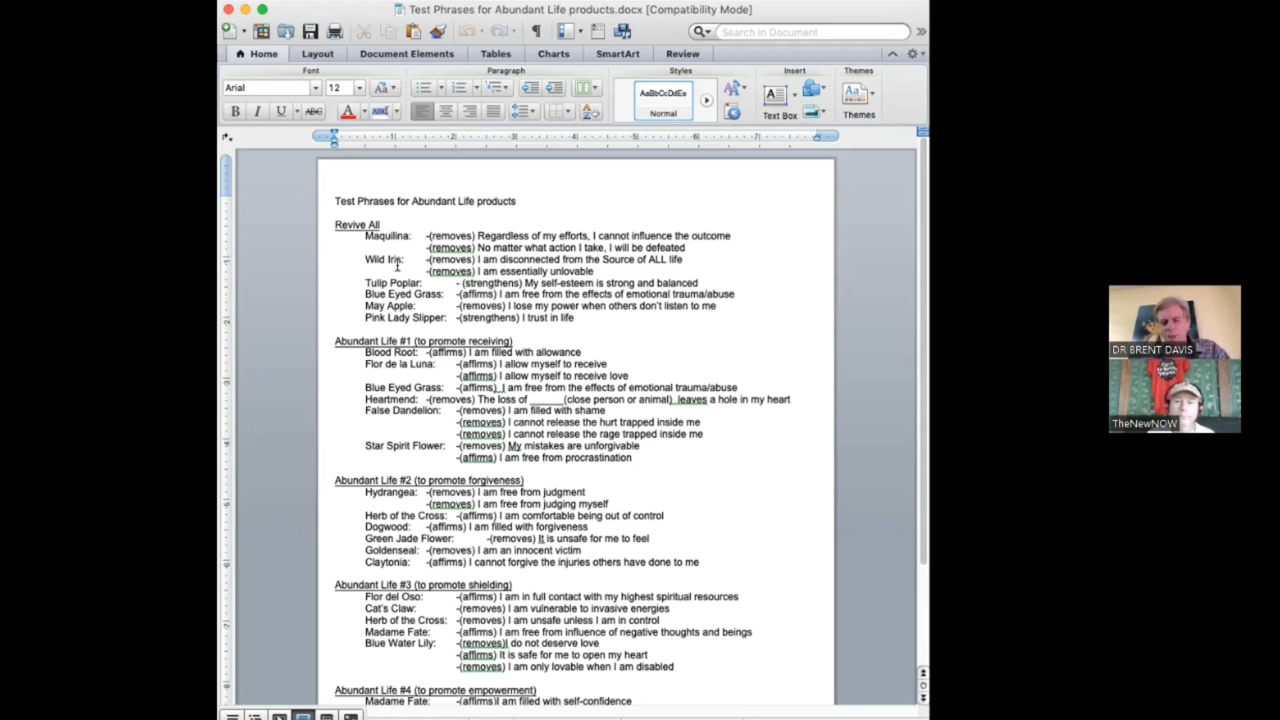 Test Phrases for Abundant Life products.docx [Compatibility Mode]
Search in Document
Home Layout Document Elements Tables Charts SmartArt Review
Font Paragraph Styles Insert Themes
Arial 12 AaBbCcDdEe
Normal Text Box Themes
B I U ABC A
Test Phrases for Abundant Life products
Revive All
Maquilina: -(removes) Regardless of my efforts, I cannot influence the outcome
-(removes) No matter what action I take, I will be defeated
Wild Iris: -(removes) I am disconnected from the Source of ALL life
-(removes) I am essentially unlovable
Tulip Poplar: - (strengthens) My self-esteem is strong and balanced
Blue Eyed Grass: -(affirms) I am free from the effects of emotional trauma/abuse
May Apple: -(removes) I lose my power when others don't listen to me
Pink Lady Slipper: -(strengthens) I trust in life
Abundant Life #1 (to promote receiving)
Blood Root: -(affirms) I am filled with allowance
Flor de la Luna: -(affirms) I allow myself to receive
-(affirms) I allow myself to receive love
Blue Eyed Grass: -(affirms) I am free from the effects of emotional trauma/abuse
Heartmend: -(removes) The loss of ______(close person or animal) leaves a hole in my heart
False Dandelion: -(removes) I am filled with shame
-(removes) I cannot release the hurt trapped inside me
-(removes) I cannot release the rage trapped inside me
Star Spirit Flower: -(removes) My mistakes are unforgivable
-(affirms) I am free from procrastination
Abundant Life #2 (to promote forgiveness)
Hydrangea: -(removes) I am free from judgment
-(removes) I am free from judging myself
Herb of the Cross: -(affirms) I am comfortable being out of control
Dogwood: -(affirms) I am filled with forgiveness
Green Jade Flower: -(removes) It is unsafe for me to feel
Goldenseal: -(removes) I am an innocent victim
Claytonia: -(affirms) I cannot forgive the injuries others have done to me
Abundant Life #3 (to promote shielding)
Flor del Oso: -(affirms) I am in full contact with my highest spiritual resources
Cat's Claw: -(removes) I am vulnerable to invasive energies
Herb of the Cross: -(removes) I am unsafe unless I am in control
Madame Fate: -(affirms) I am free from influence of negative thoughts and beings
Blue Water Lily: -(removes)I do not deserve love
-(affirms) It is safe for me to open my heart
-(removes) I am only lovable when I am disabled
Abundant Life #4 (to promote empowerment)
Madame Fate: -(affirms)I am filled with self-confidence
DR BRENT DAVIS
TheNewNOW